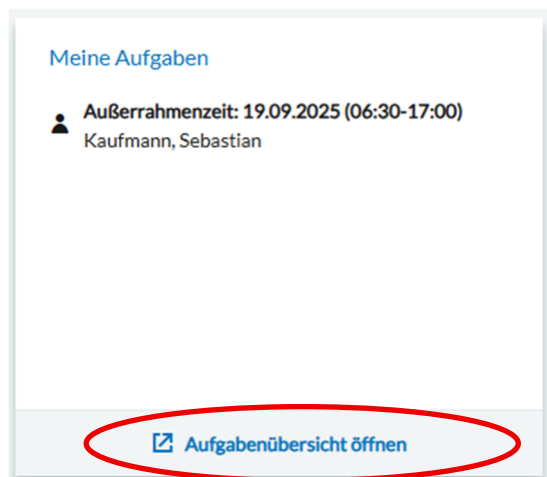 Meine Aufgaben
Außerrahmenzeit: 19.09.2025 (06:30-17:00)
Kaufmann, Sebastian
Aufgabenübersicht öffnen